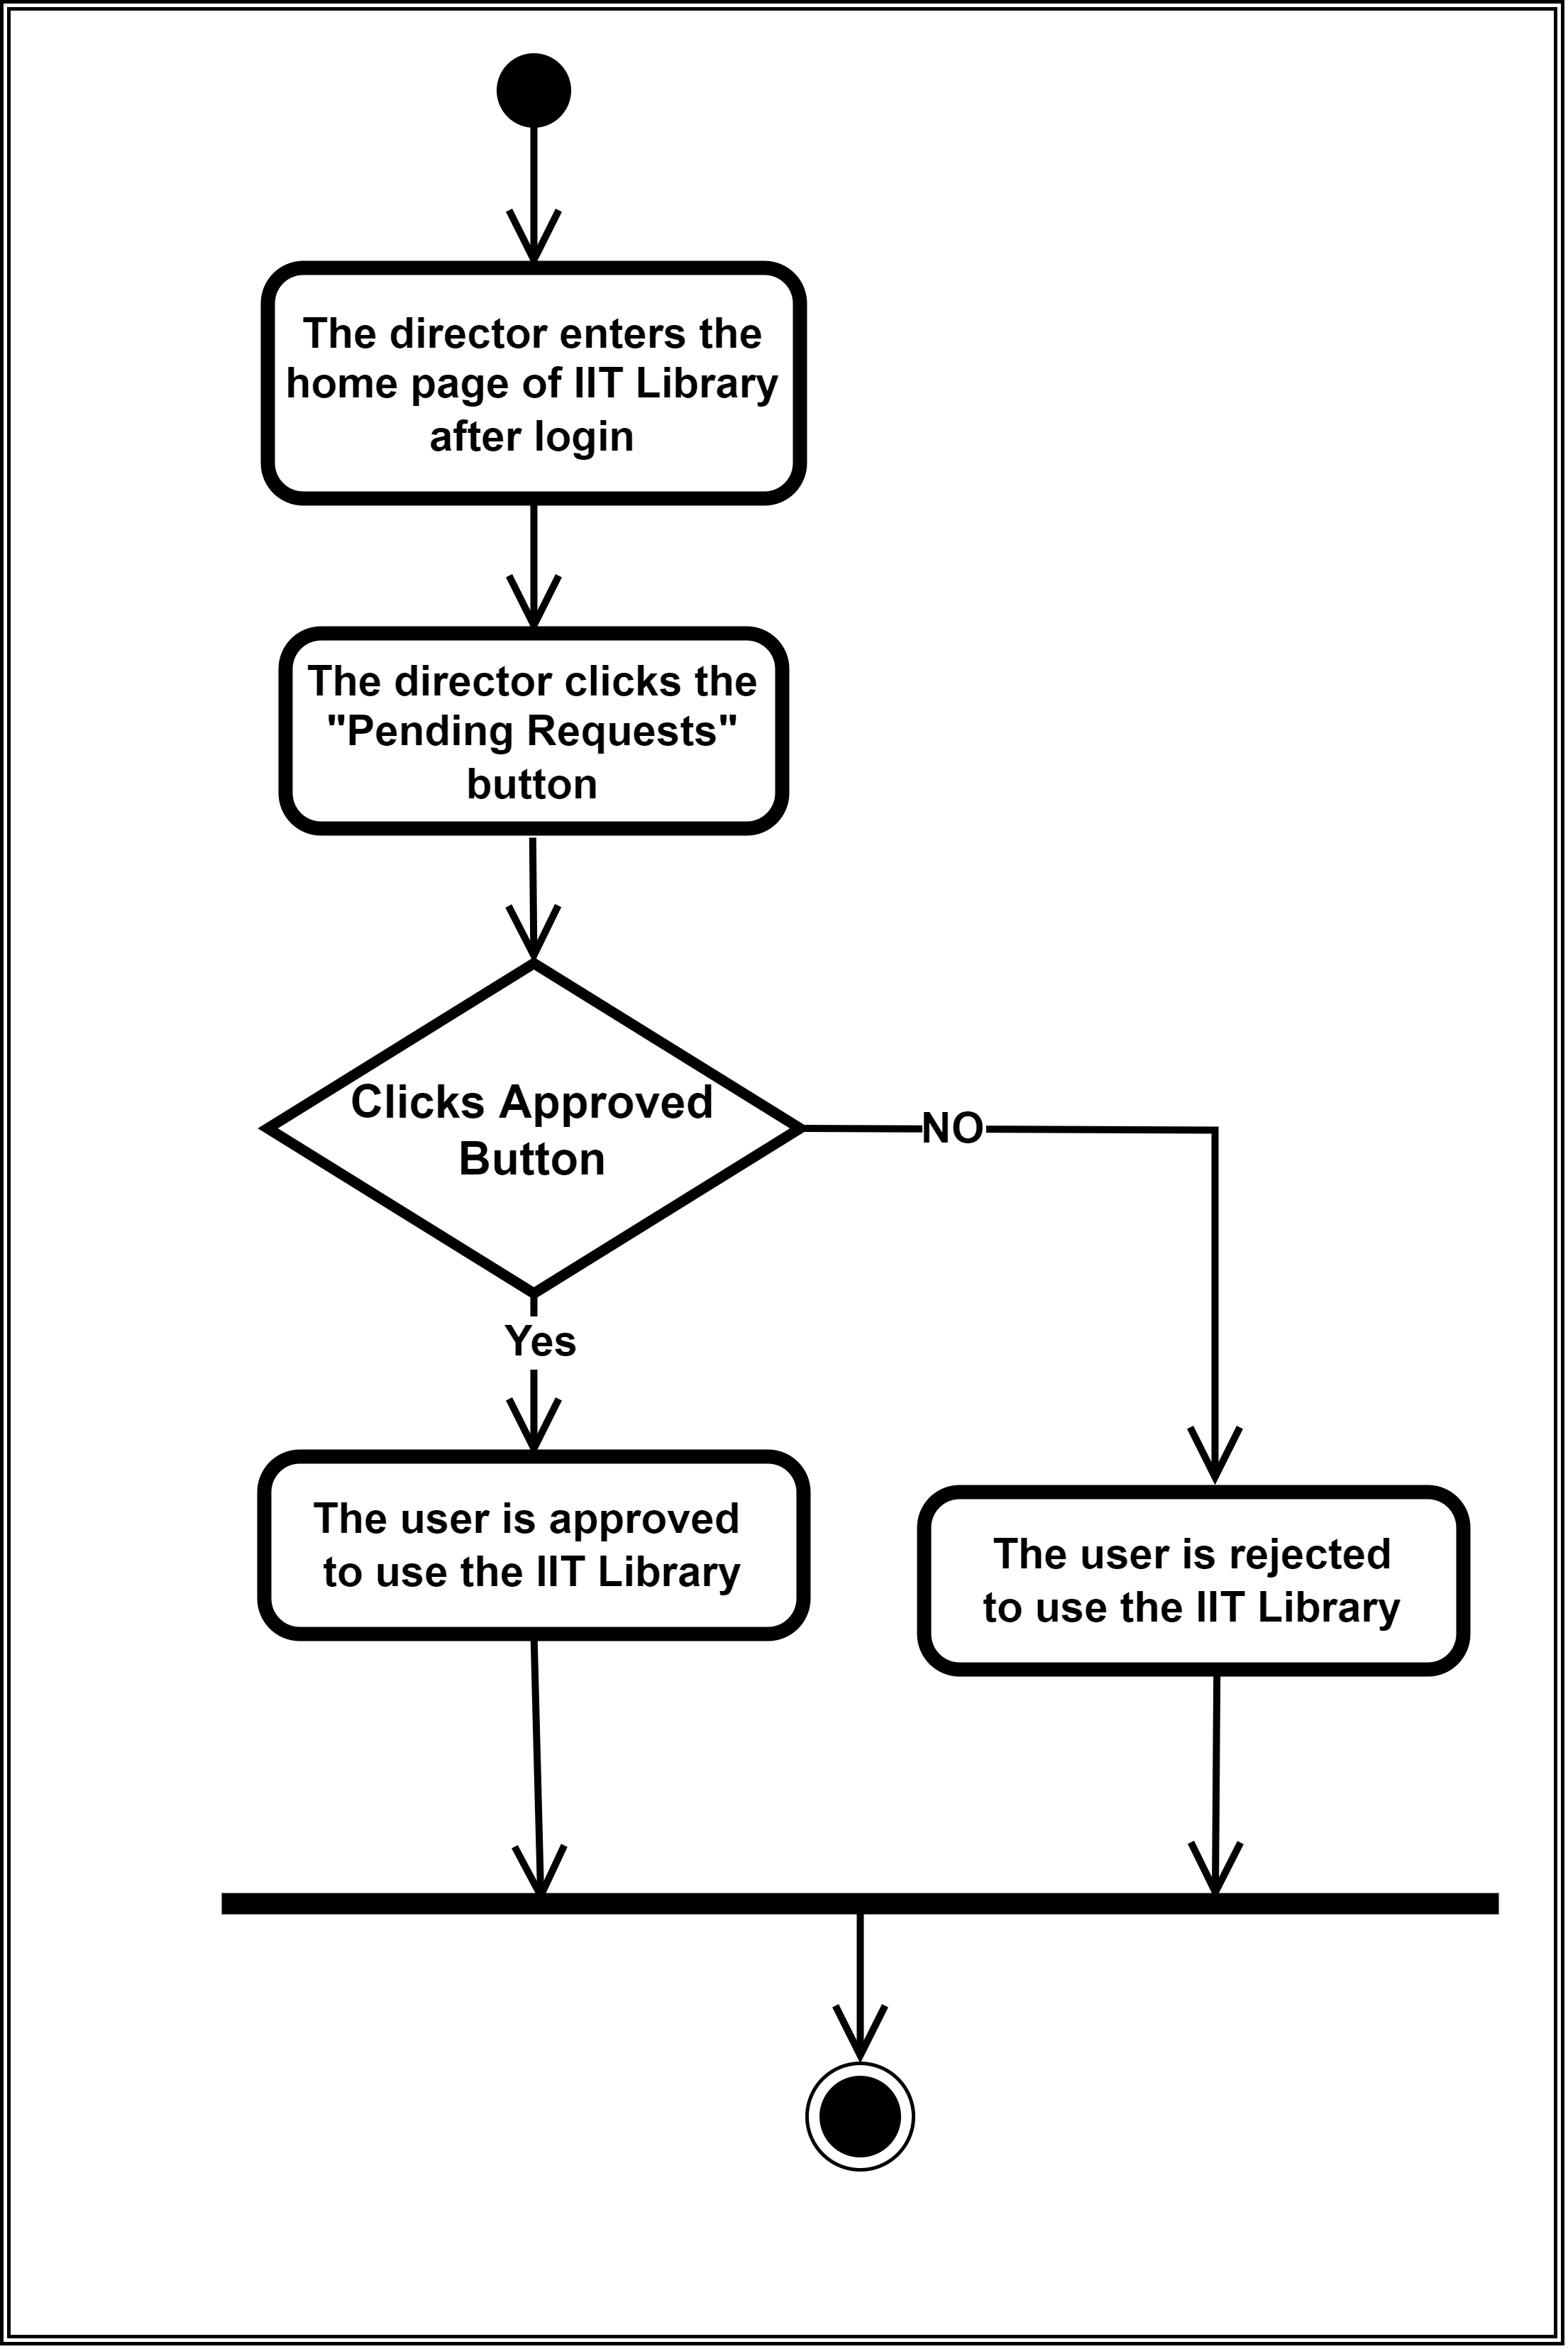 The director enters the
home page of IIT Library
after login
The director clicks the
"Pending Requests"
button
Clicks Approved
Button
NO
Yes
The user is approved
to use the IIT Library
The user is rejected
to use the IIT Library